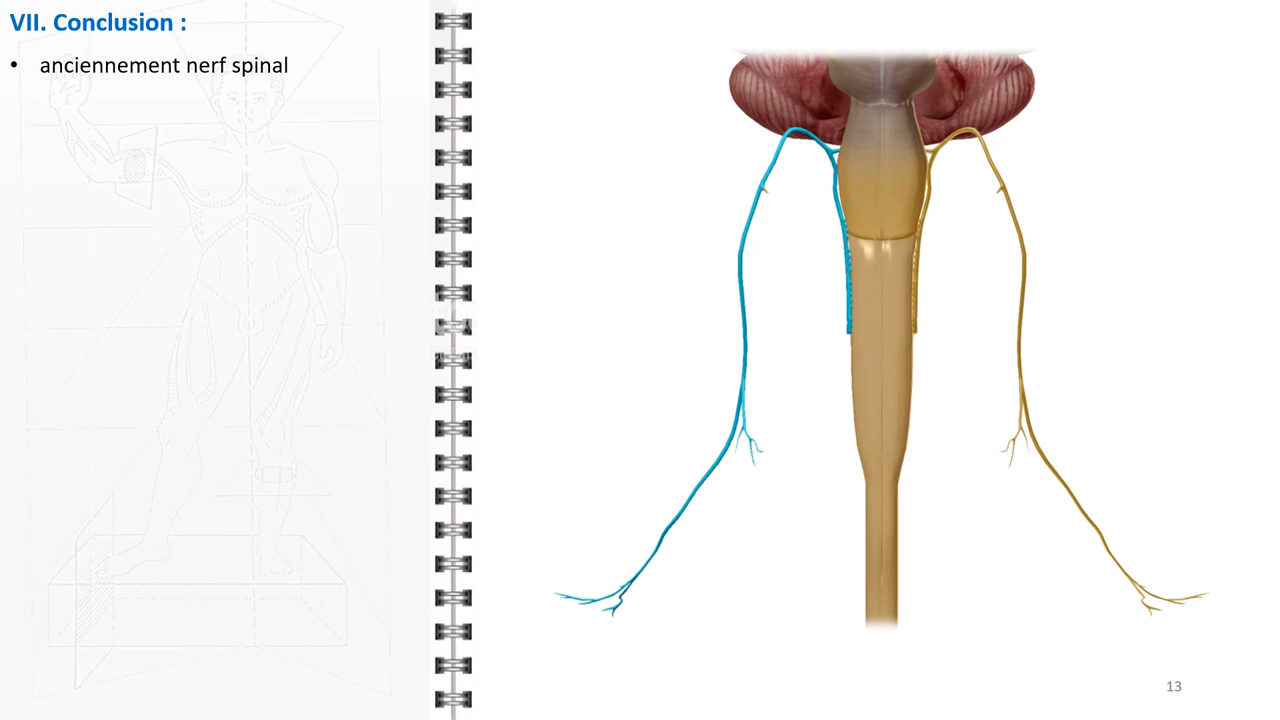 VII. Conclusion :
• anciennement nerf spinal
13